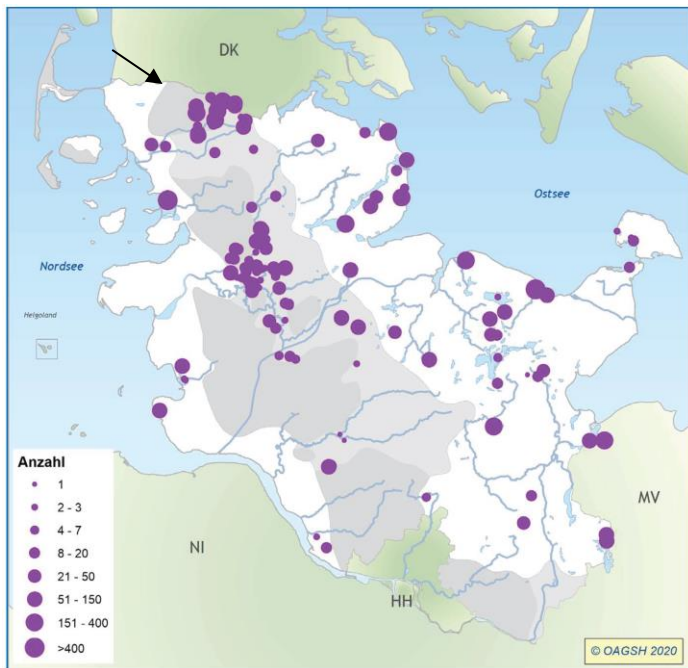 DK
Ostsee
Nordsee
Helgoland
Anzahl
1
2 - 3
4 - 7
8 - 20
21 - 50
51 - 150
151 - 400
>400
NI
HH
MV
© OAGSH 2020